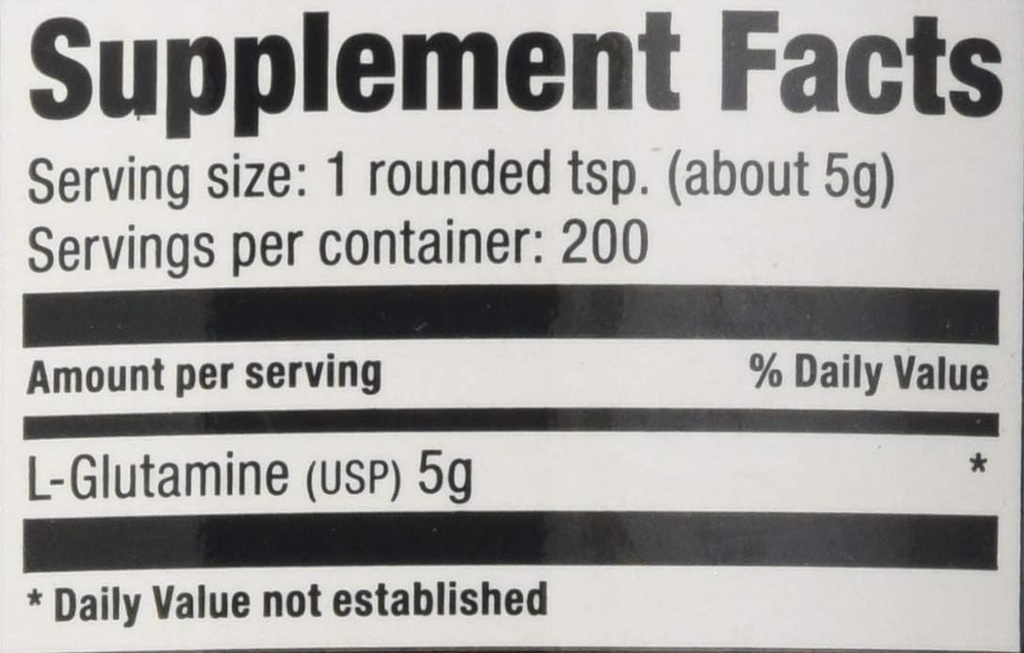 Supplement Facts
Serving size: 1 rounded tsp. (about 5g)
Servings per container: 200
Amount per serving % Daily Value
L-Glutamine (USP) 5g *
* Daily Value not established